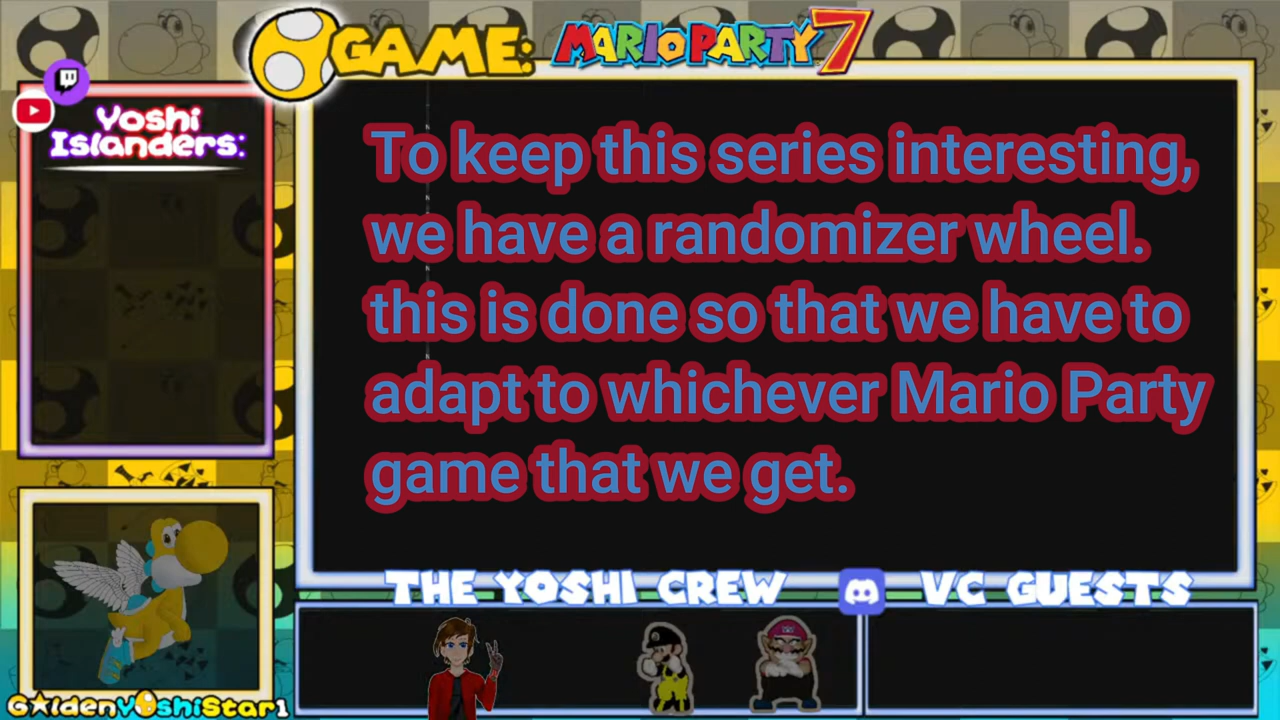 GAME: MARIO PARTY 7
Yoshi
Islanders:
To keep this series interesting,
we have a randomizer wheel.
this is done so that we have to
adapt to whichever Mario Party
game that we get.
THE YOSHI CREW
VC GUESTS
GoldenYoshiStar1